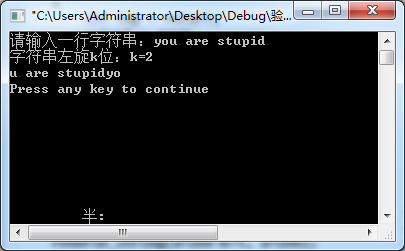 "C:\Users\Administrator\Desktop\Debug\验...
请输入一行字符串：you are stupid
字符串左旋k位：k=2
u are stupidyo
Press any key to continue
半：